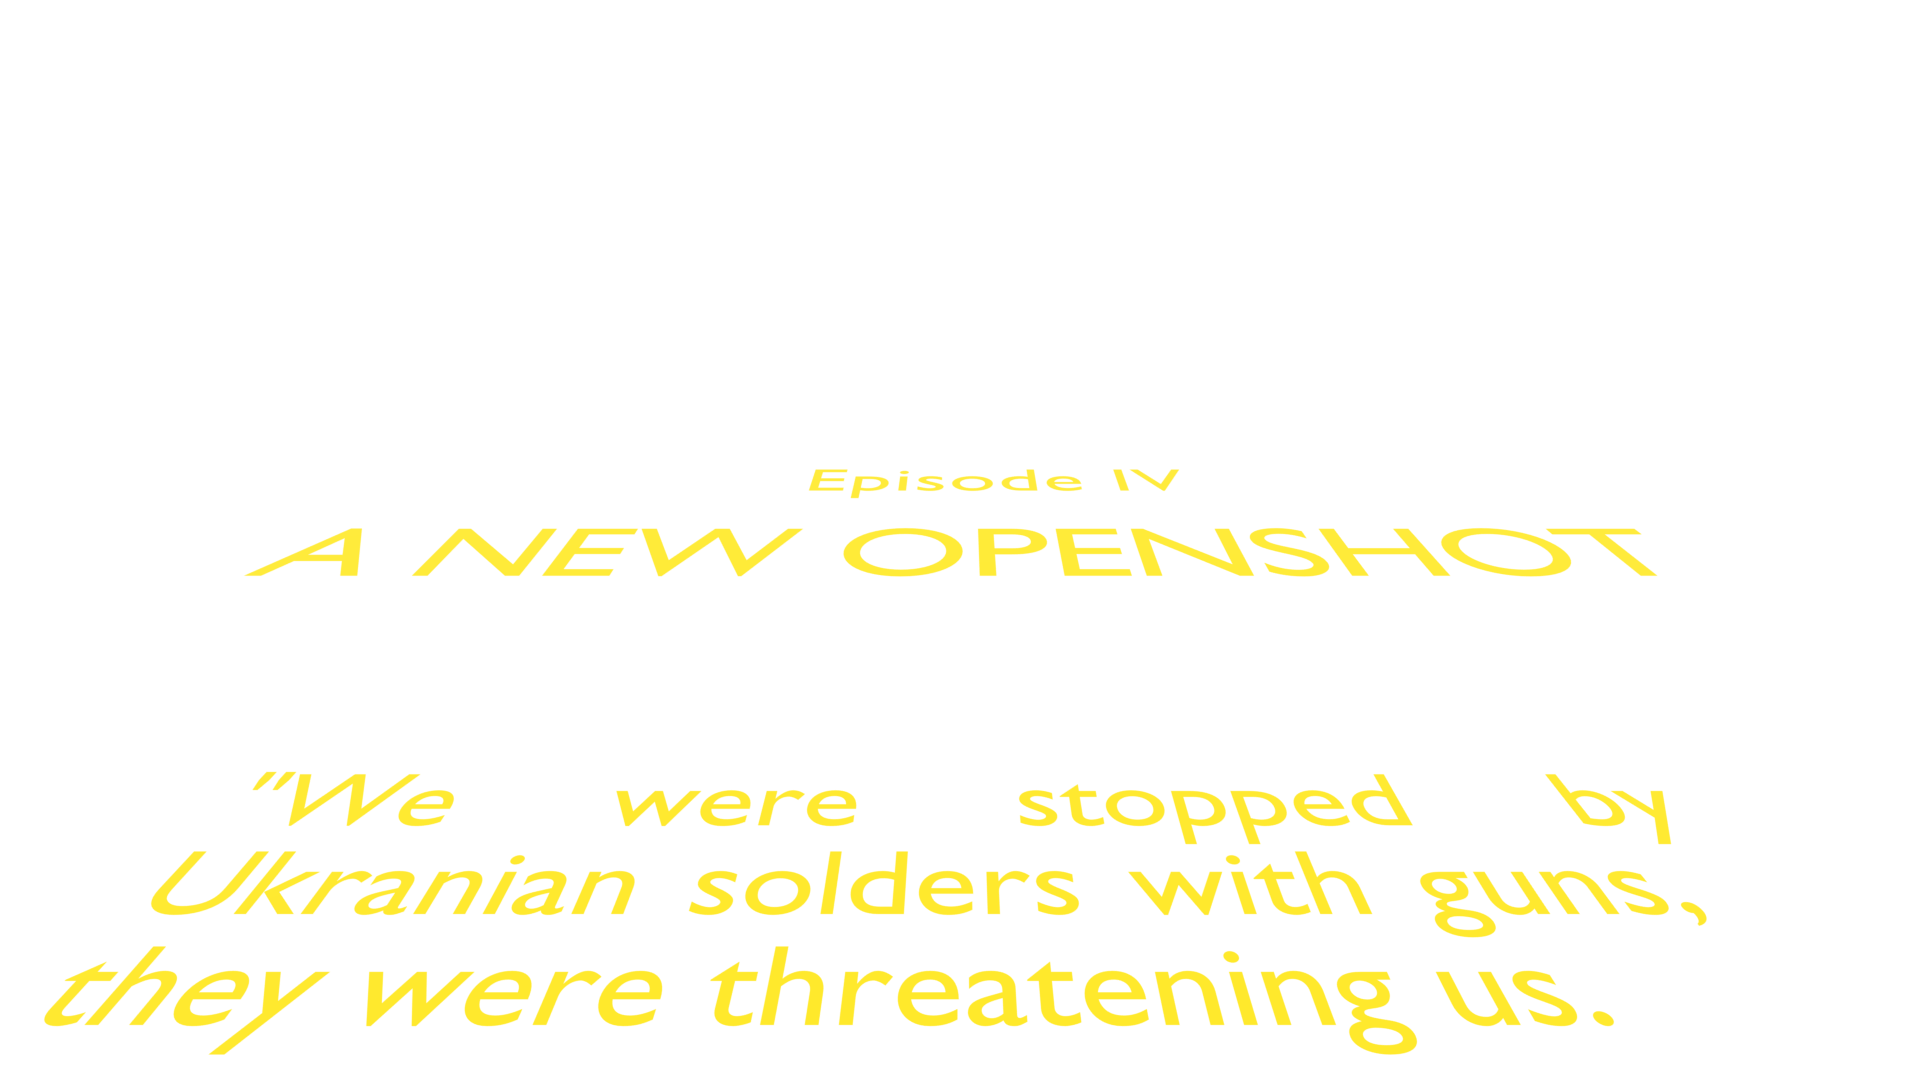 Episode IV
A NEW OPENSHOT
"We were stopped by
Ukranian solders with guns,
they were threatening us.